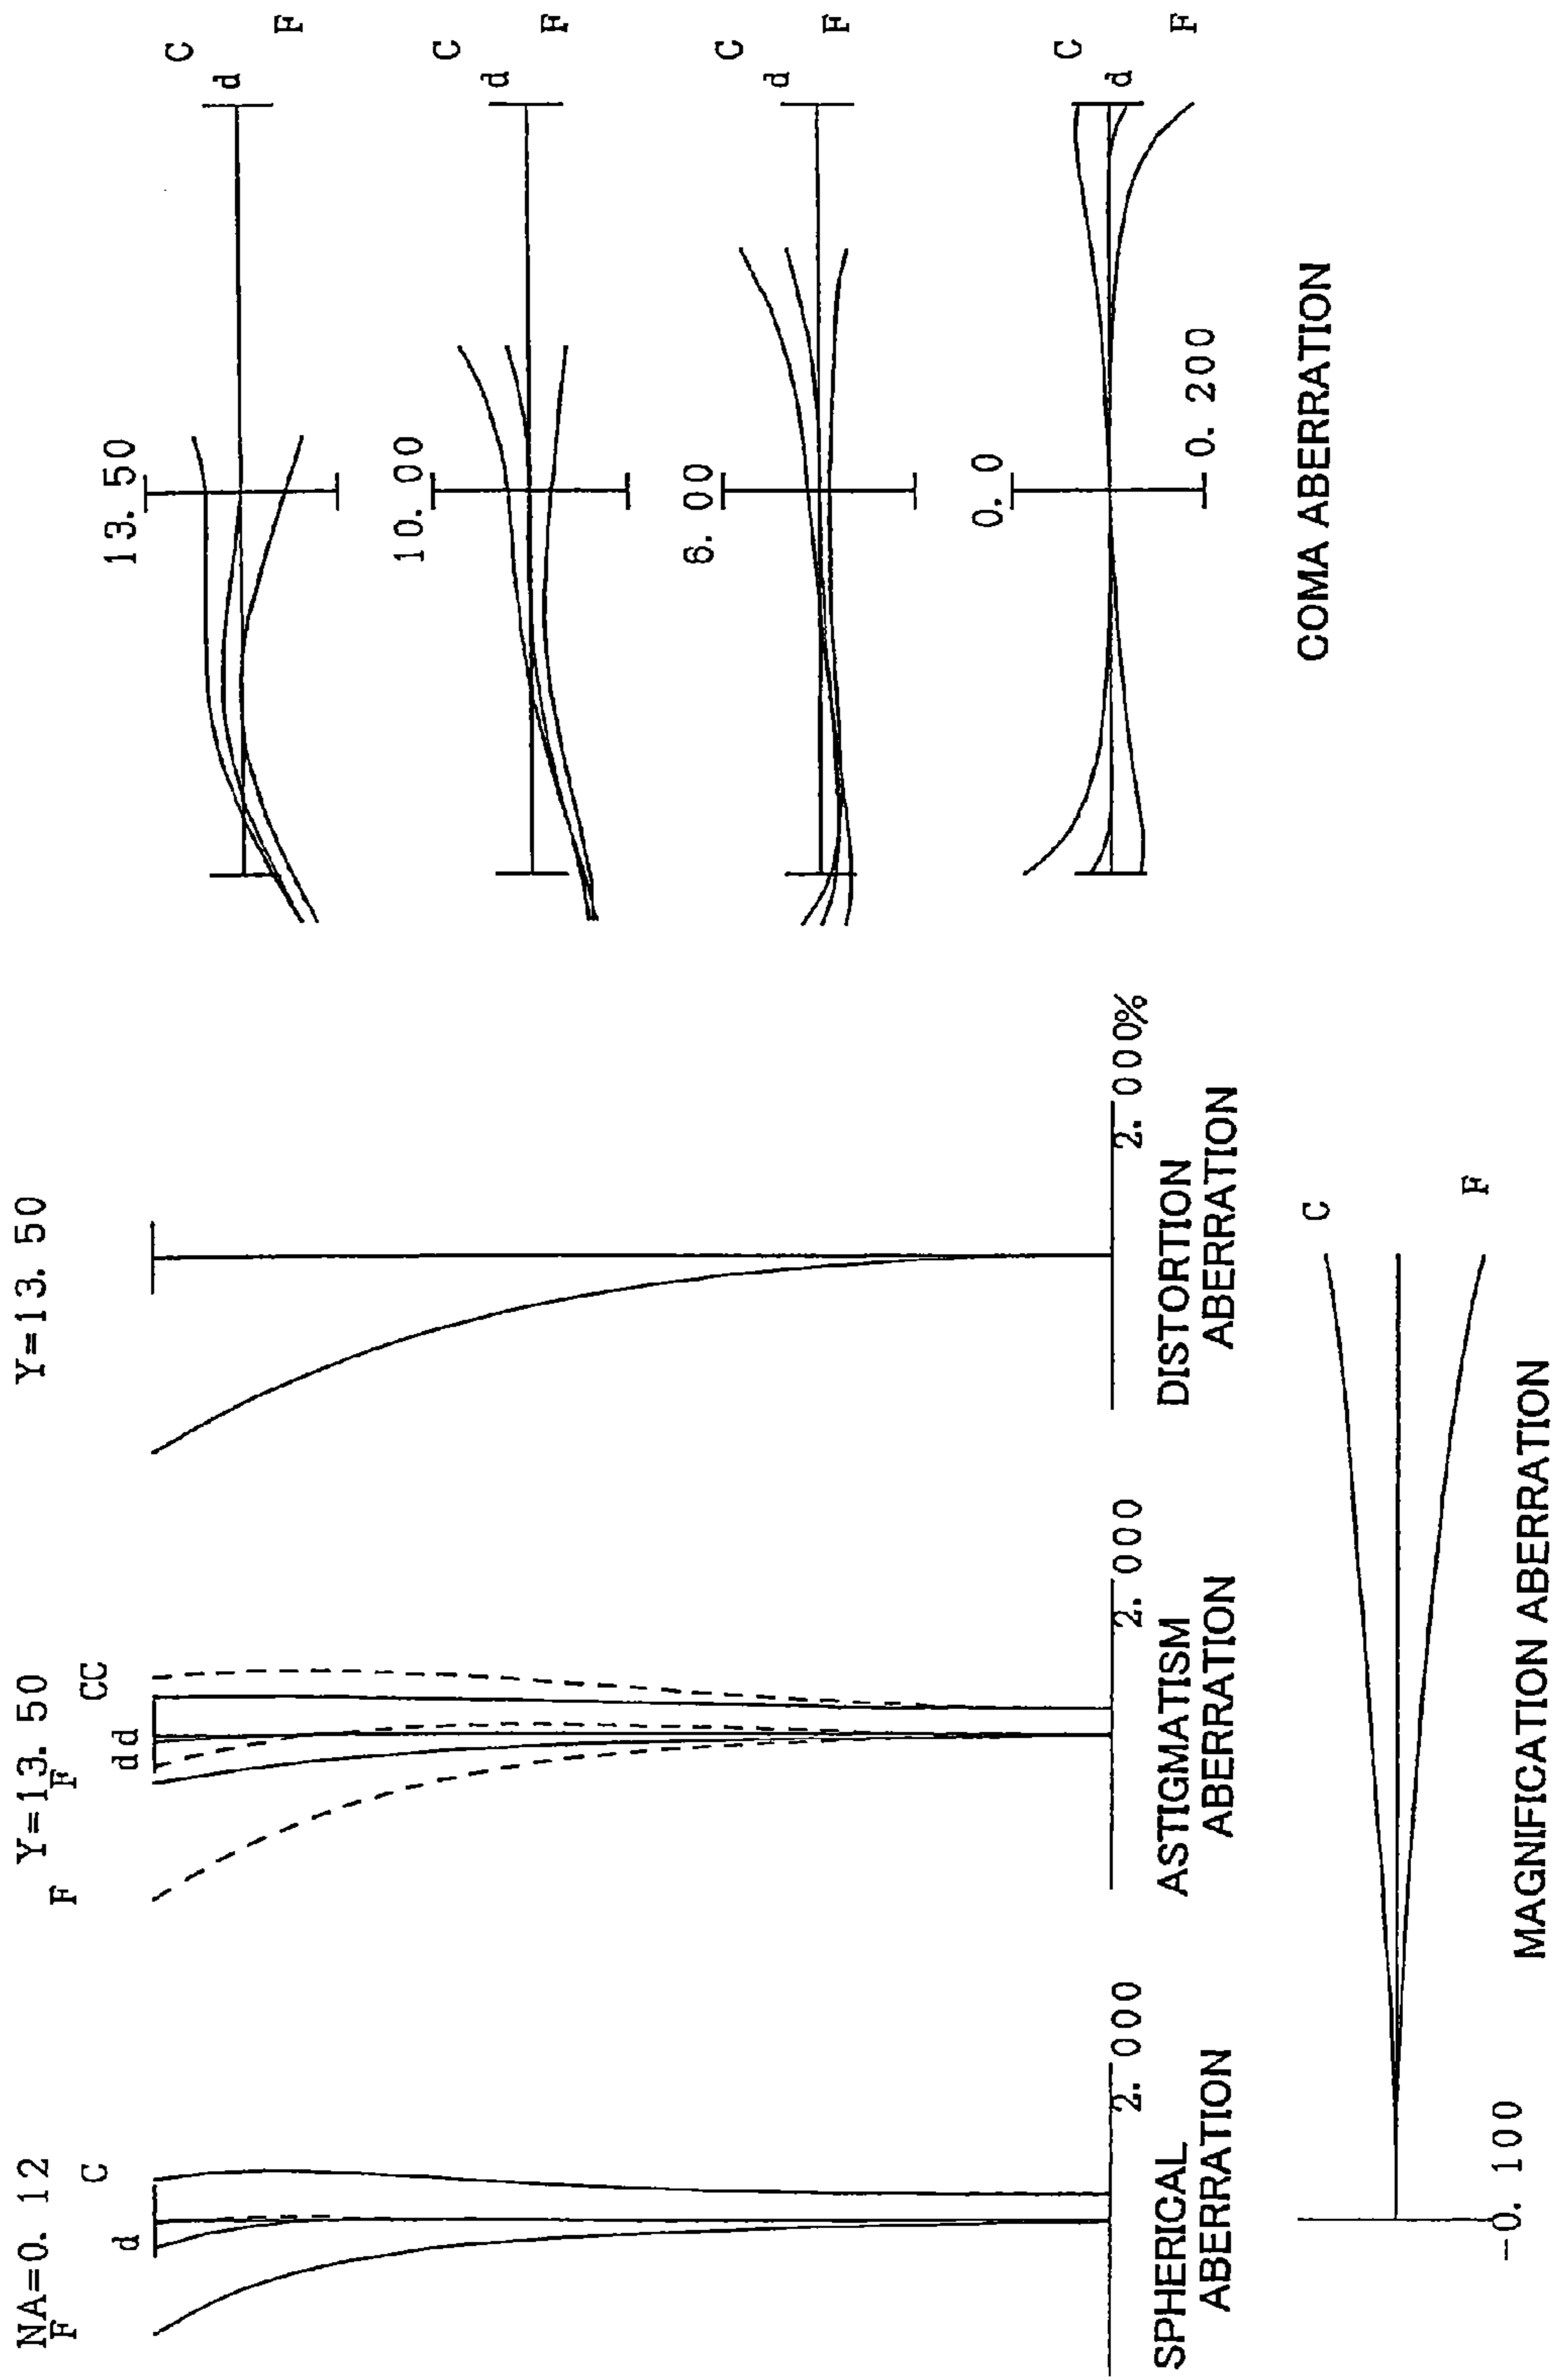 NA=0.12
F
d
C
2.000
SPHERICAL
ABERRATION
F
Y=13.50
F
dd
CC
2.000
ASTIGMATISM
ABERRATION
Y=13.50
2.000%
DISTORTION
ABERRATION
-0.100
C
F
MAGNIFICATION ABERRATION
13.50
C
d
F
10.00
C
d
F
6.00
C
d
F
0.0
C
d
F
0.200
COMA ABERRATION